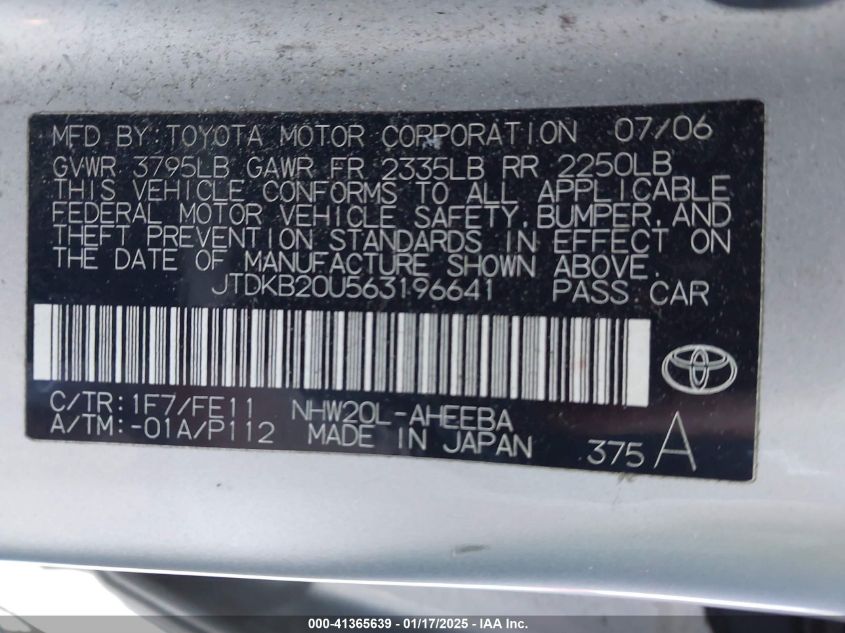 MFD BY: TOYOTA MOTOR CORPORATION 07/06
GVWR 3795LB GAWR FR 2335LB RR 2250LB
THIS VEHICLE CONFORMS TO ALL APPLICABLE
FEDERAL MOTOR VEHICLE SAFETY, BUMPER, AND
THEFT PREVENTION STANDARDS IN EFFECT ON
THE DATE OF MANUFACTURE SHOWN ABOVE.
JTDKB20U563196641 PASS CAR
C/TR: 1F7/FE11 NHW20L-AHEEBA
A/TM: -01A/P112 MADE IN JAPAN 375 A
000-41365639 - 01/17/2025 - IAA Inc.